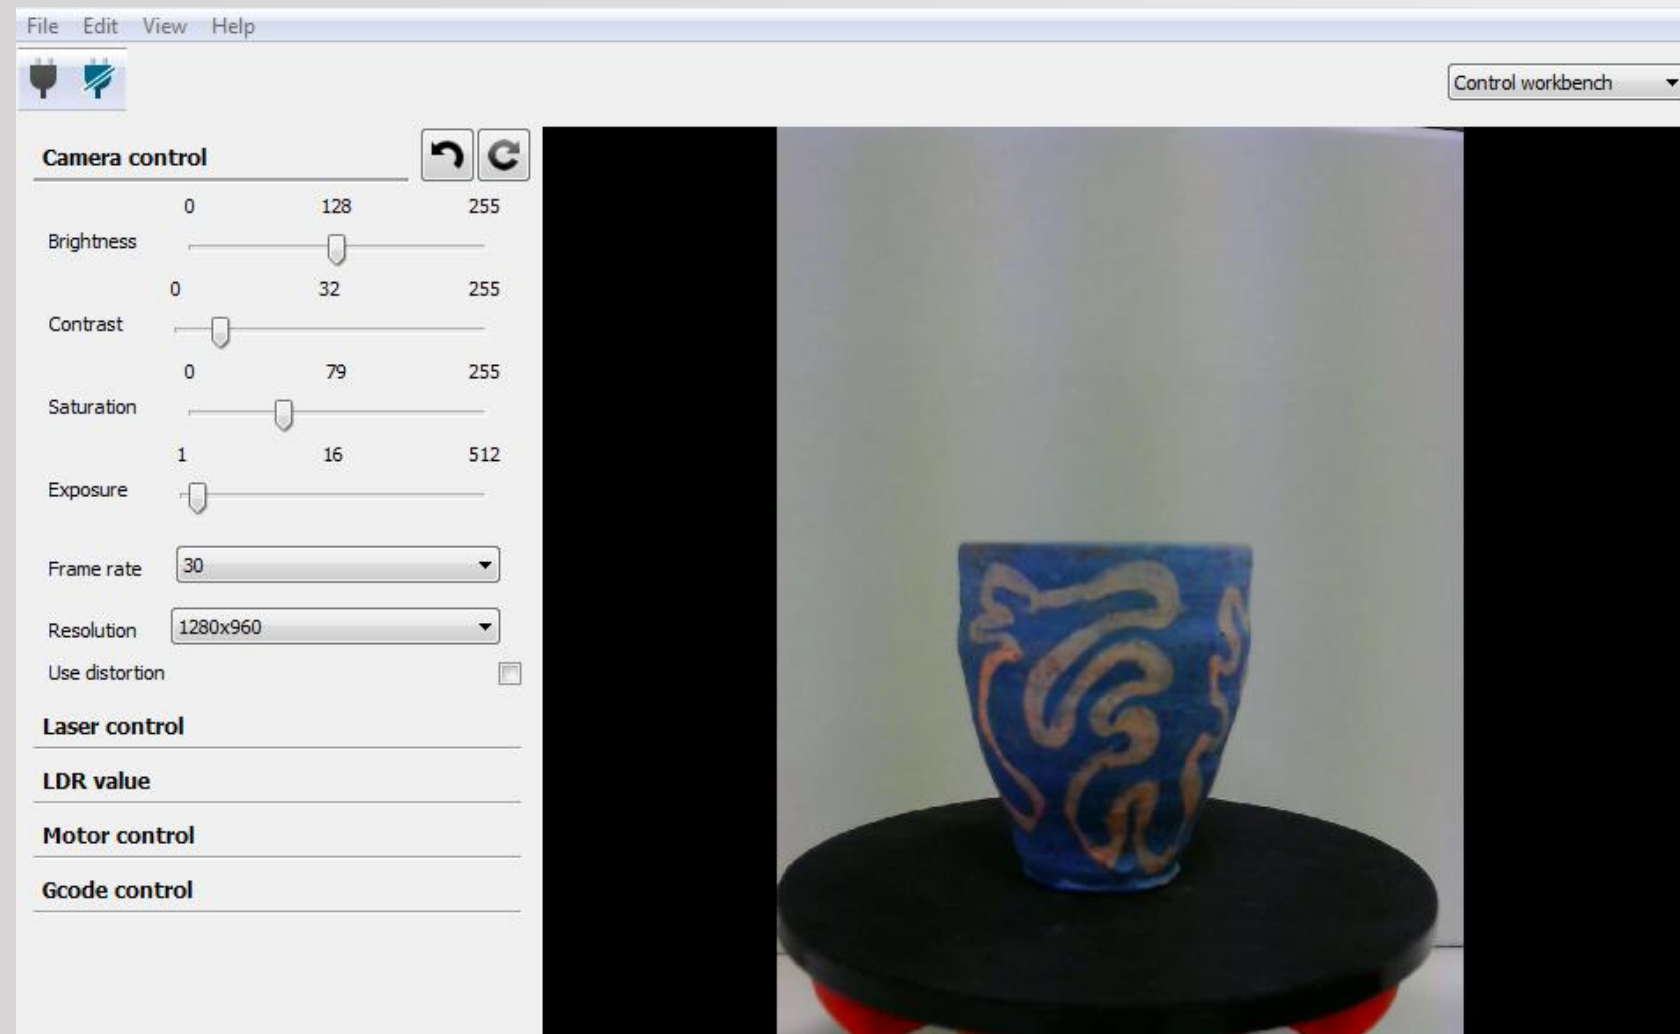 File Edit View Help
Control workbench
Camera control
0 128 255
Brightness
0 32 255
Contrast
0 79 255
Saturation
1 16 512
Exposure
Frame rate 30
Resolution 1280x960
Use distortion
Laser control
LDR value
Motor control
Gcode control